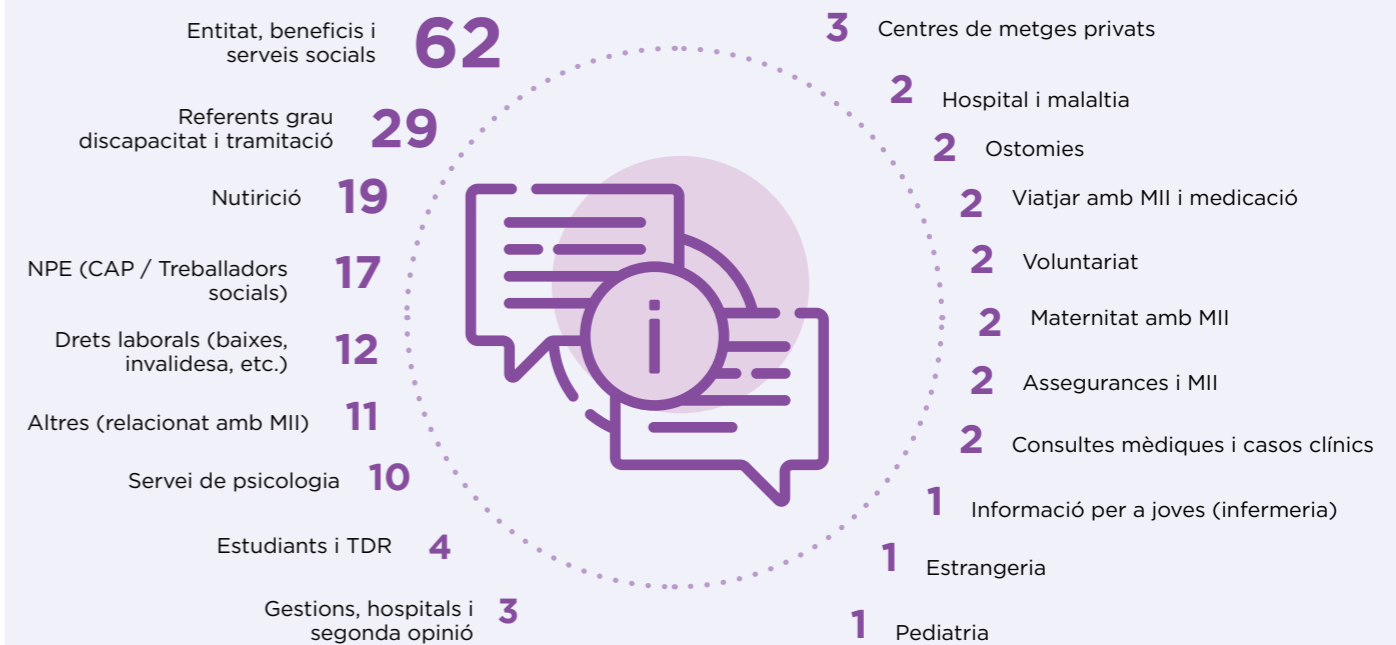 Entitat, beneficis i
serveis socials
62
Referents grau
discapacitat i tramitació
29
Nutirició
19
NPE (CAP / Treballadors
socials)
17
Drets laborals (baixes,
invalidesa, etc.)
12
Altres (relacionat amb MII)
11
Servei de psicologia
10
Estudiants i TDR
4
Gestions, hospitals i
segonda opinió
3
i
3
Centres de metges privats
2
Hospital i malaltia
2
Ostomies
2
Viatjar amb MII i medicació
2
Voluntariat
2
Maternitat amb MII
2
Assegurances i MII
2
Consultes mèdiques i casos clínics
1
Informació per a joves (infermeria)
1
Estrangeria
1
Pediatria